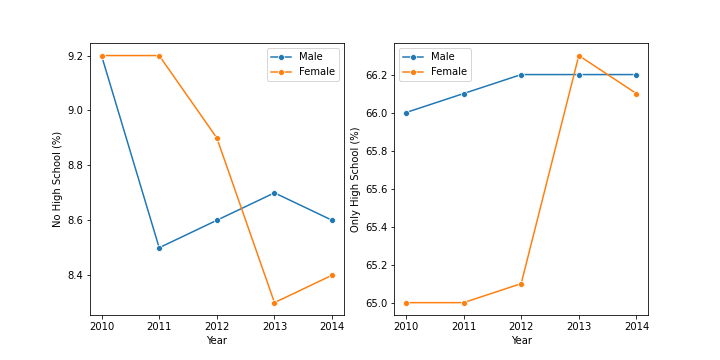 Male
Female
9.2
9.0
8.8
8.6
8.4
No High School (%)
2010 2011 2012 2013 2014
Year
Male
Female
66.2
66.0
65.8
65.6
65.4
65.2
65.0
Only High School (%)
2010 2011 2012 2013 2014
Year